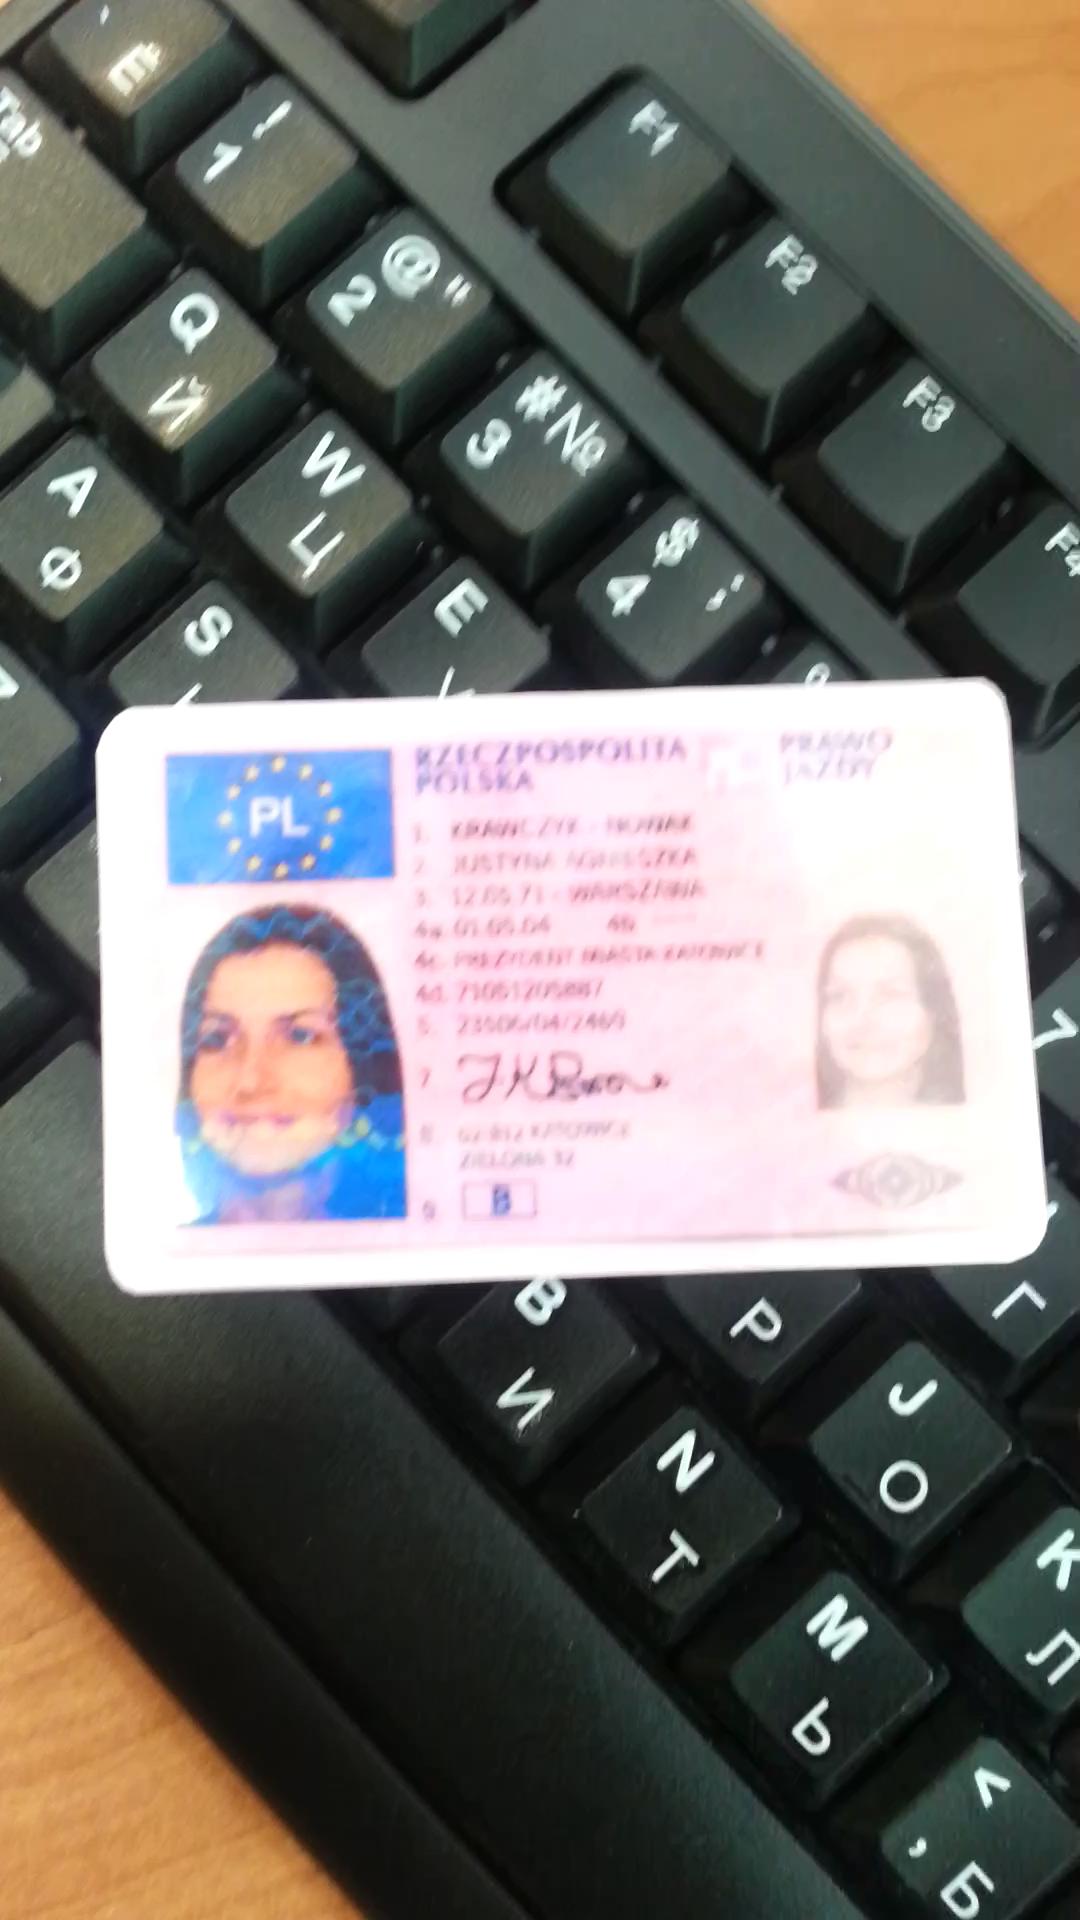 Ё
Tab
!
1
F1
@ "
2
F2
Q
Й
# №
3
F3
W
Ц
A
Ф
$ ;
4
F4
E
S
PL
RZECZPOSPOLITA
POLSKA
PRAWO
JAZDY
1. KRAWCZYK - NOWAK
2. JUSTYNA AGNIESZKA
3. 12.05.71 - WARSZAWA
4a. 01.05.04 4b.
4c. PREZYDENT MIASTA KATOWICE
4d. 71051205887
5. 23506/04/2469
7.
8. 02-812 KATOWICE
ZIELONA 32
9. B
7
B
И
P
Г
J
О
N
Т
K
Л
M
Ь
<
,
Б